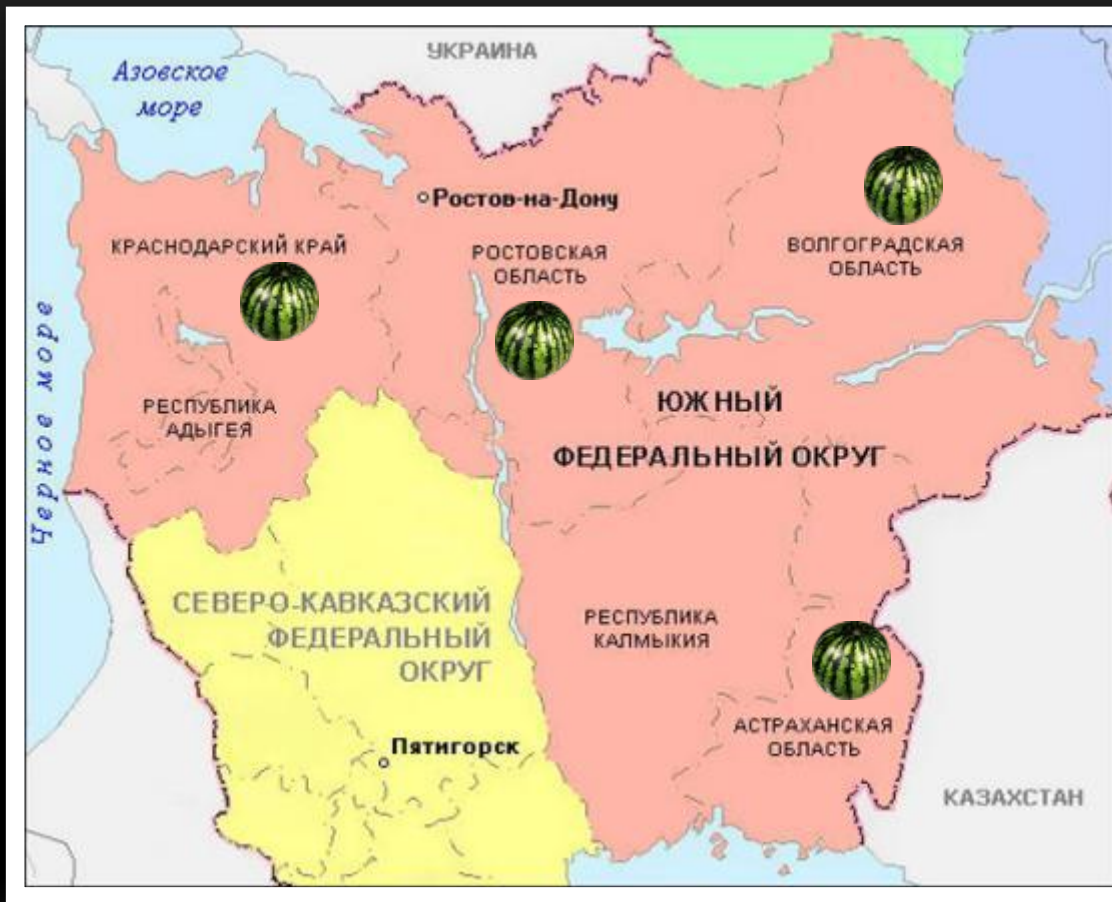 УКРАИНА
Азовское
море
Ростов-на-Дону
КРАСНОДАРСКИЙ КРАЙ
РОСТОВСКАЯ
ОБЛАСТЬ
ВОЛГОГРАДСКАЯ
ОБЛАСТЬ
Черное море
РЕСПУБЛИКА
АДЫГЕЯ
ЮЖНЫЙ
ФЕДЕРАЛЬНЫЙ ОКРУГ
СЕВЕРО-КАВКАЗСКИЙ
ФЕДЕРАЛЬНЫЙ
ОКРУГ
РЕСПУБЛИКА
КАЛМЫКИЯ
АСТРАХАНСКАЯ
ОБЛАСТЬ
Пятигорск
КАЗАХСТАН